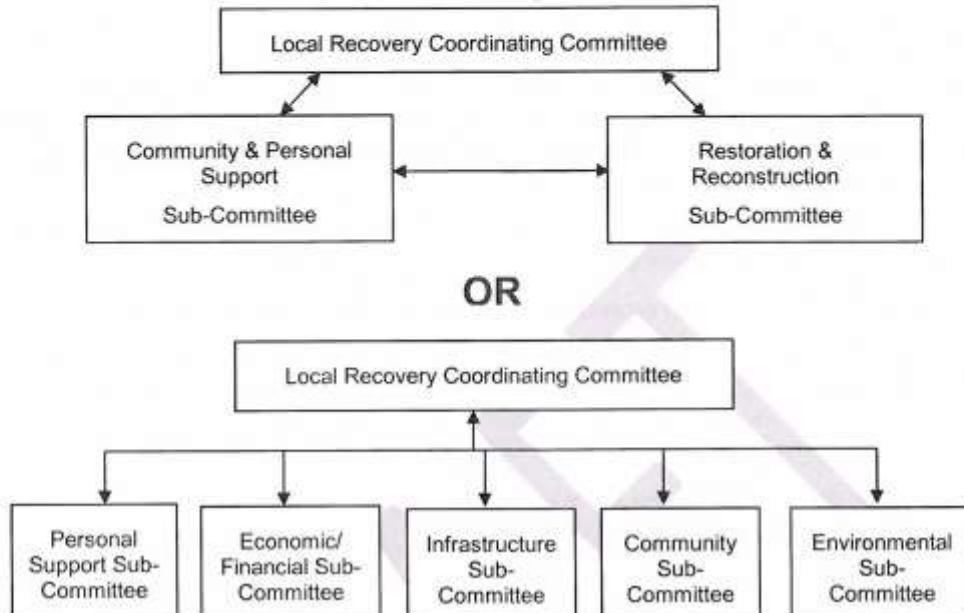 Local Recovery Coordinating Committee
Community & Personal
Support
Sub-Committee
Restoration &
Reconstruction
Sub-Committee
OR
Local Recovery Coordinating Committee
Personal
Support Sub-
Committee
Economic/
Financial Sub-
Committee
Infrastructure
Sub-
Committee
Community
Sub-
Committee
Environmental
Sub-
Committee